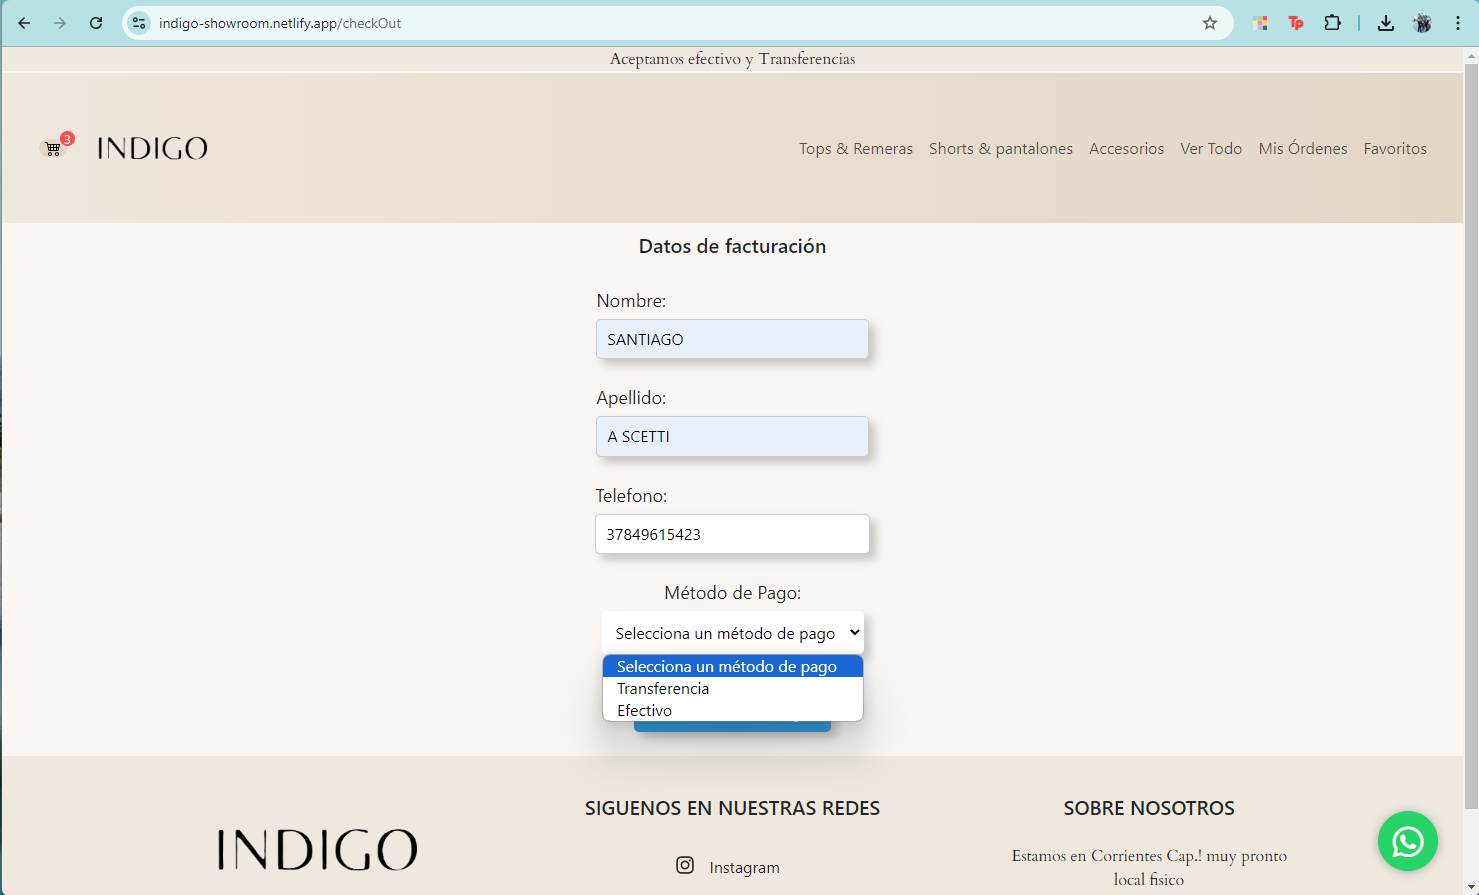 indigo-showroom.netlify.app/checkOut
Tp
Aceptamos efectivo y Transferencias
3
INDIGO
Tops & Remeras Shorts & pantalones Accesorios Ver Todo Mis Órdenes Favoritos
Datos de facturación
Nombre:
SANTIAGO
Apellido:
A SCETTI
Telefono:
37849615423
Método de Pago:
Selecciona un método de pago
Selecciona un método de pago
Transferencia
Efectivo
INDIGO
SIGUENOS EN NUESTRAS REDES
Instagram
SOBRE NOSOTROS
Estamos en Corrientes Cap.! muy pronto
local fisico